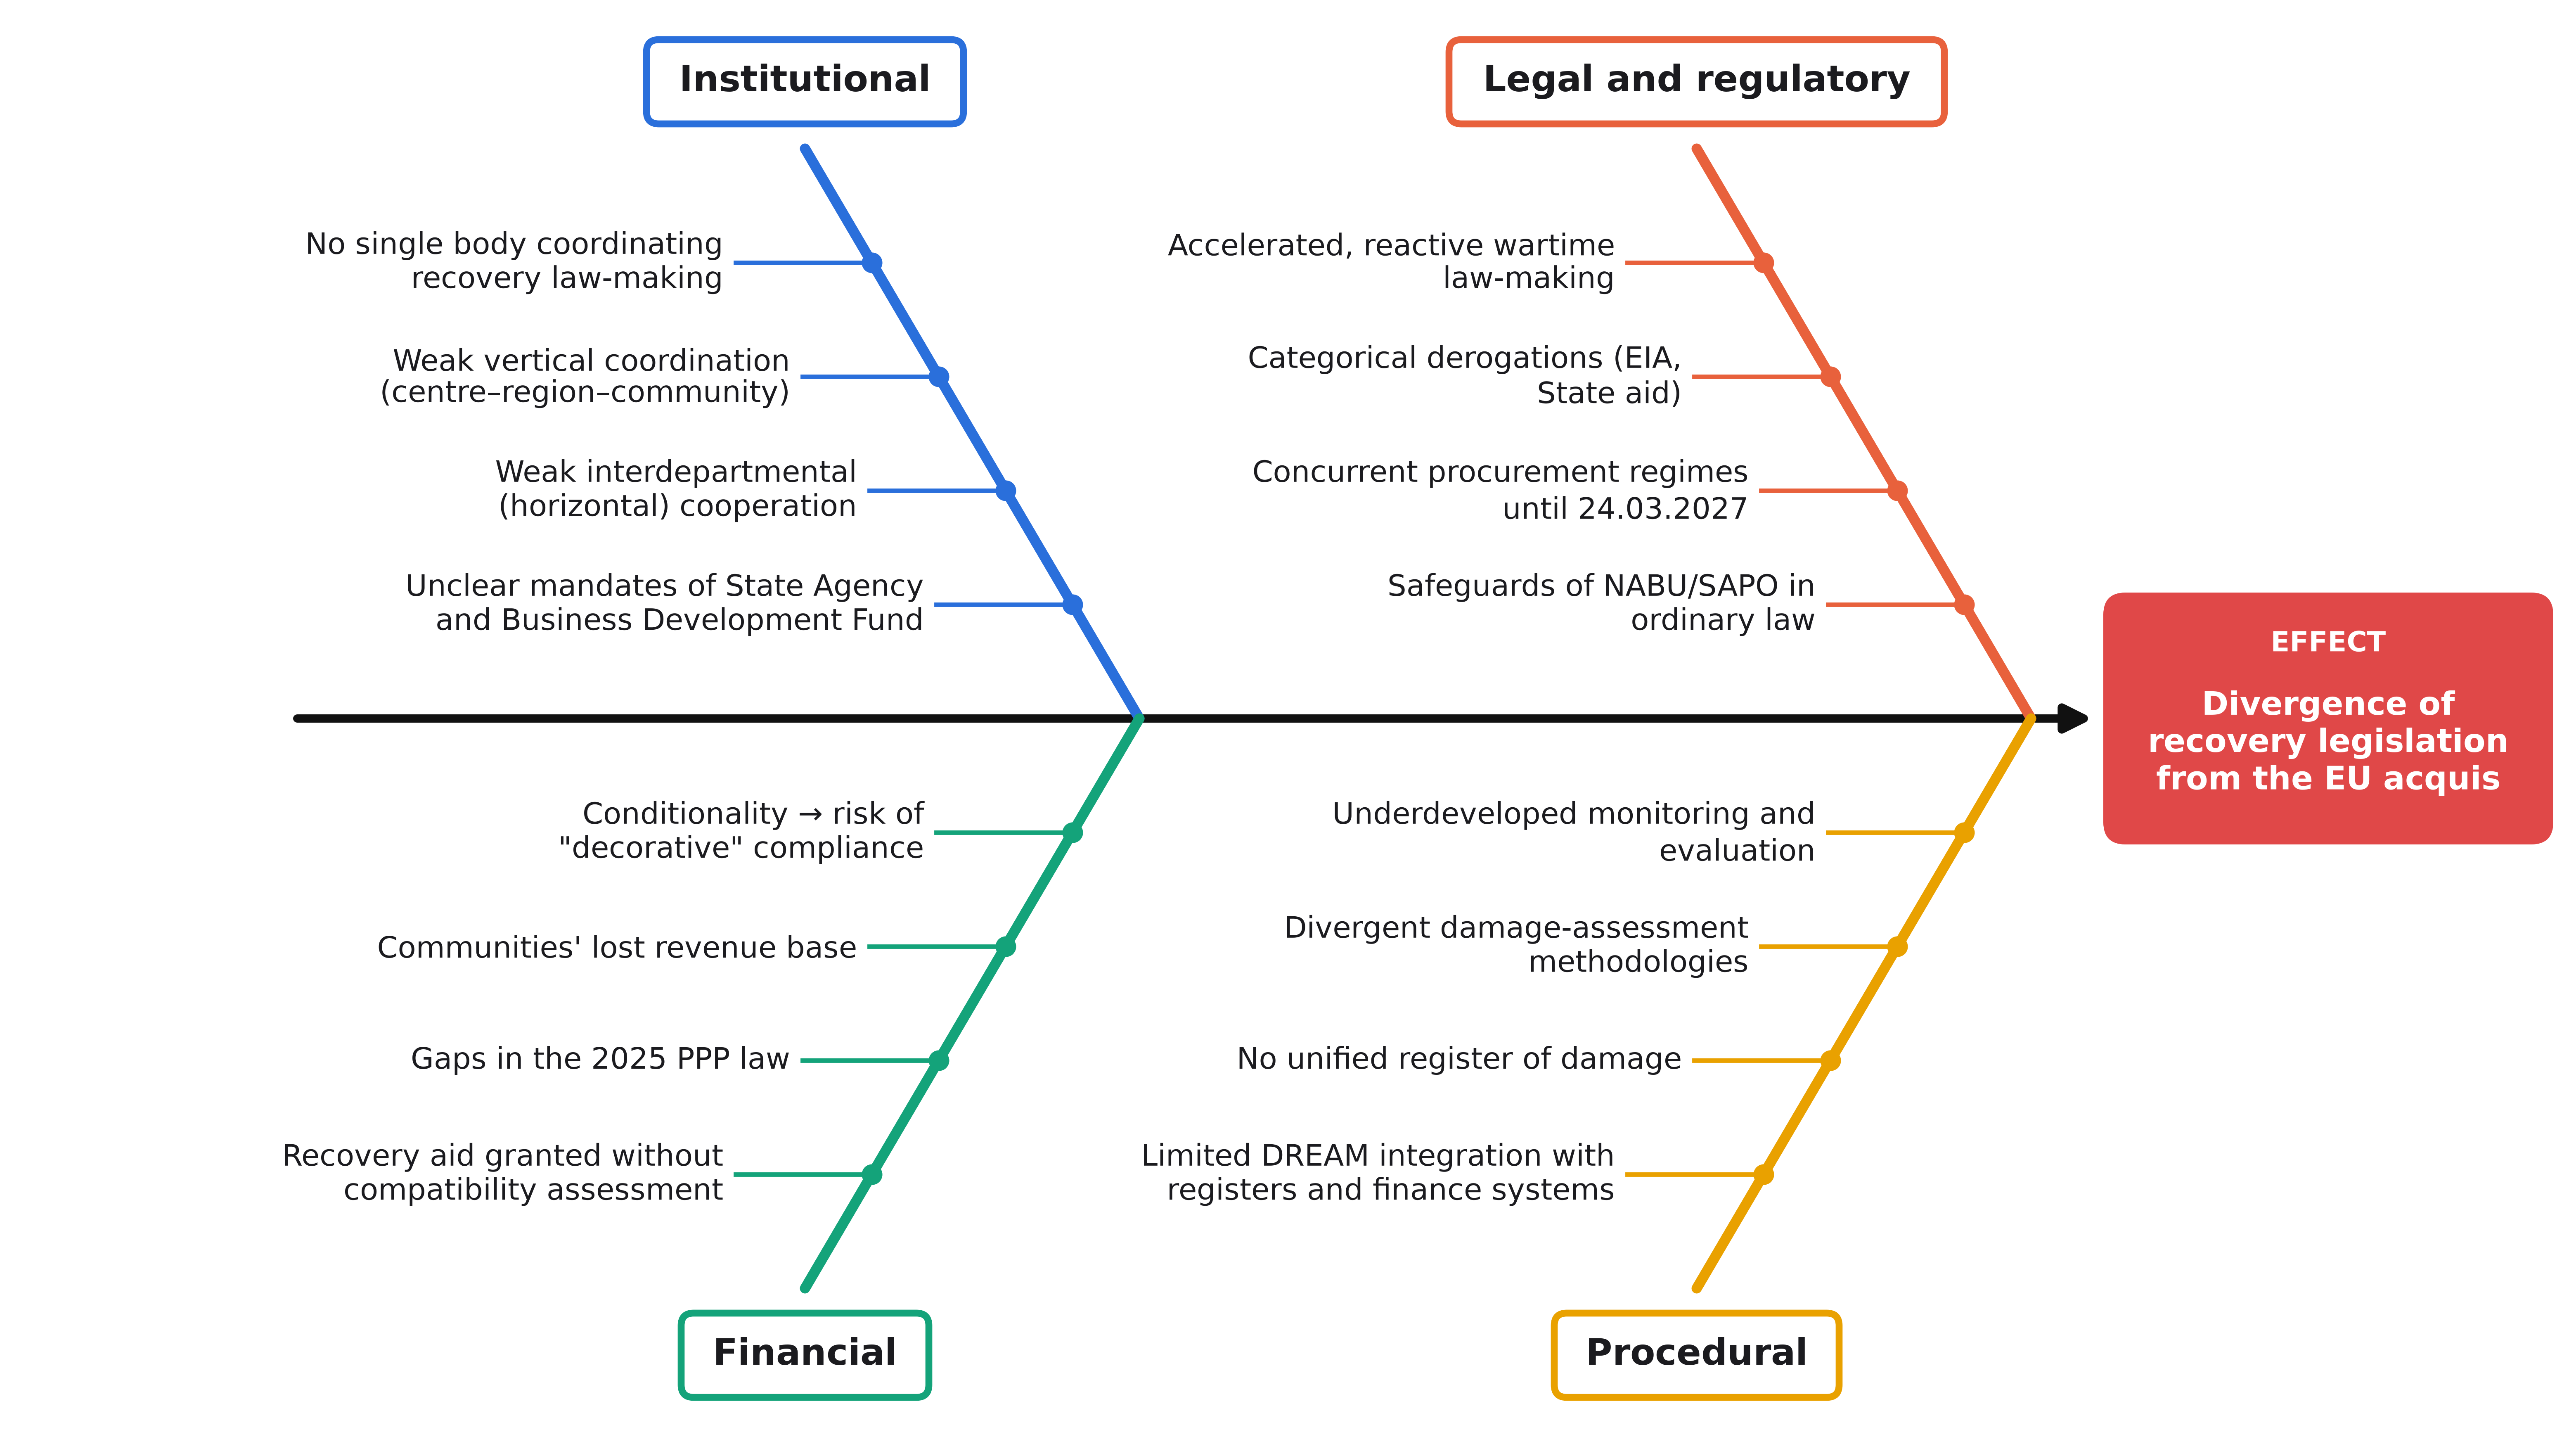 Institutional
No single body coordinating
recovery law-making
Weak vertical coordination
(centre–region–community)
Weak interdepartmental
(horizontal) cooperation
Unclear mandates of State Agency
and Business Development Fund
Legal and regulatory
Accelerated, reactive wartime
law-making
Categorical derogations (EIA,
State aid)
Concurrent procurement regimes
until 24.03.2027
Safeguards of NABU/SAPO in
ordinary law
EFFECT
Divergence of
recovery legislation
from the EU acquis
Conditionality → risk of
"decorative" compliance
Communities' lost revenue base
Gaps in the 2025 PPP law
Recovery aid granted without
compatibility assessment
Financial
Underdeveloped monitoring and
evaluation
Divergent damage-assessment
methodologies
No unified register of damage
Limited DREAM integration with
registers and finance systems
Procedural